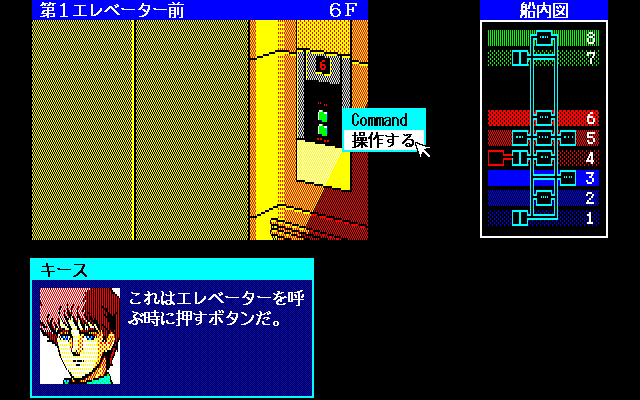 第1エレベーター前 6F
6
Command
操作する
船内図
8
7
6
5
4
3
2
1
キース
これはエレベーターを呼
ぶ時に押すボタンだ。